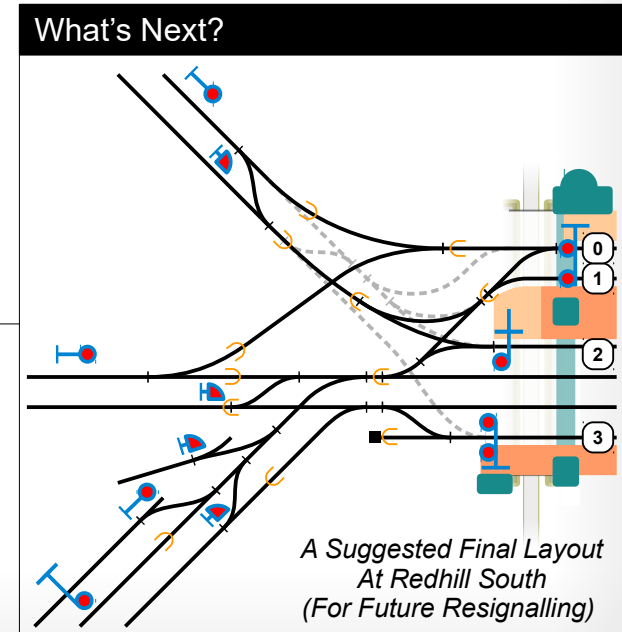 What's Next?
0
1
2
3
A Suggested Final Layout
At Redhill South
(For Future Resignalling)